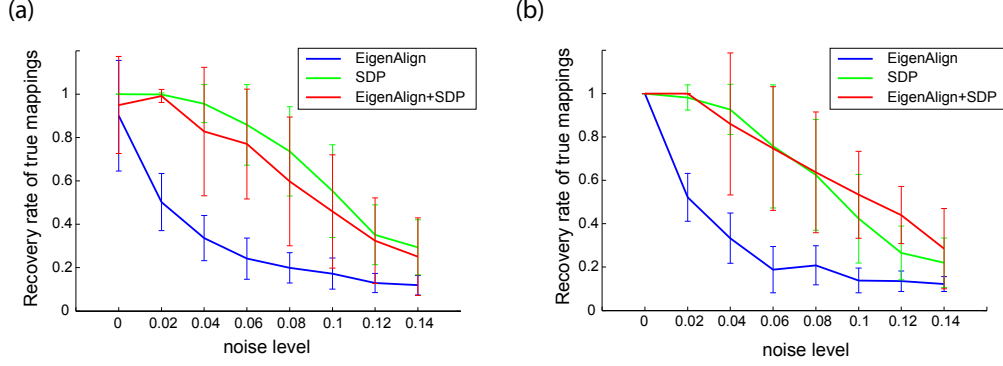 (a)
Recovery rate of true mappings
1
0.8
0.6
0.4
0.2
0
EigenAlign
SDP
EigenAlign+SDP
0 0.02 0.04 0.06 0.08 0.1 0.12 0.14
noise level
(b)
Recovery rate of true mappings
1
0.8
0.6
0.4
0.2
0
EigenAlign
SDP
EigenAlign+SDP
0 0.02 0.04 0.06 0.08 0.1 0.12 0.14
noise level